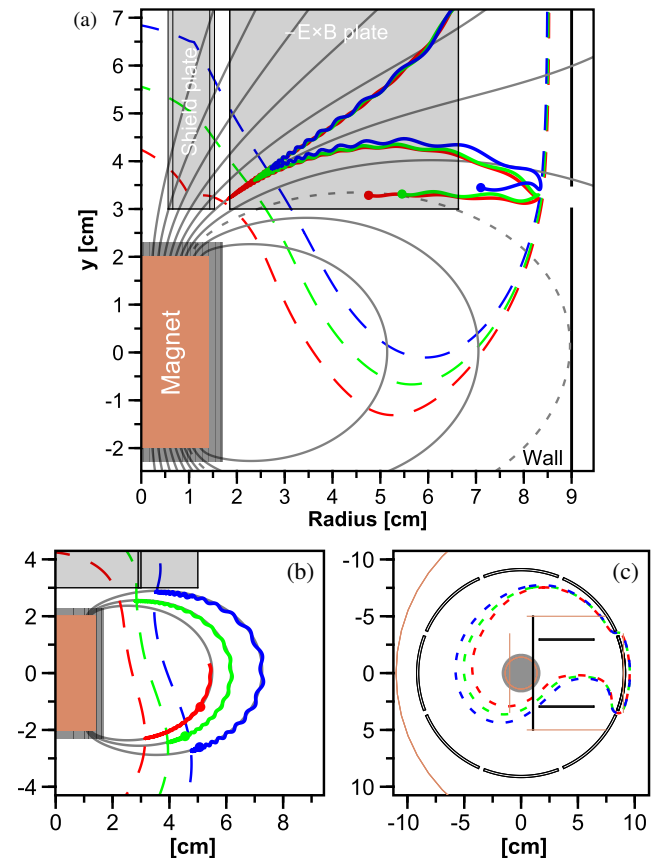 (a)
7
6
5
4
3
2
1
0
-1
-2
y [cm]
Shield plate
−E×B plate
Magnet
Wall
0 1 2 3 4 5 6 7 8 9
Radius [cm]
(b)
4
2
0
-2
-4
0 2 4 6 8
[cm]
(c)
-10
-5
0
5
10
-10 -5 0 5 10
[cm]